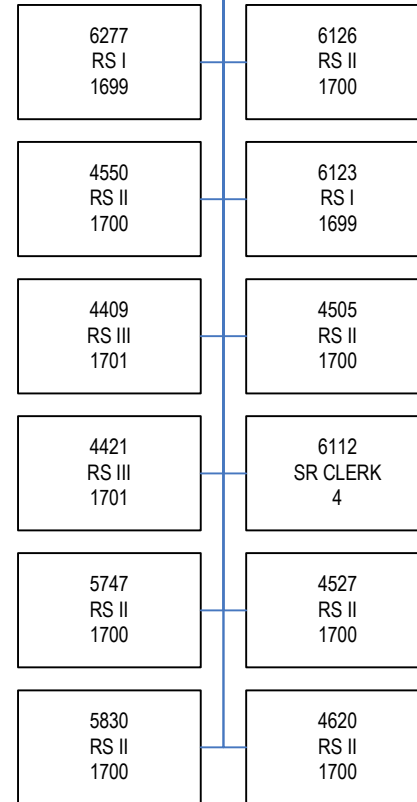 6277
RS I
1699
6126
RS II
1700
4550
RS II
1700
6123
RS I
1699
4409
RS III
1701
4505
RS II
1700
4421
RS III
1701
6112
SR CLERK
4
5747
RS II
1700
4527
RS II
1700
5830
RS II
1700
4620
RS II
1700